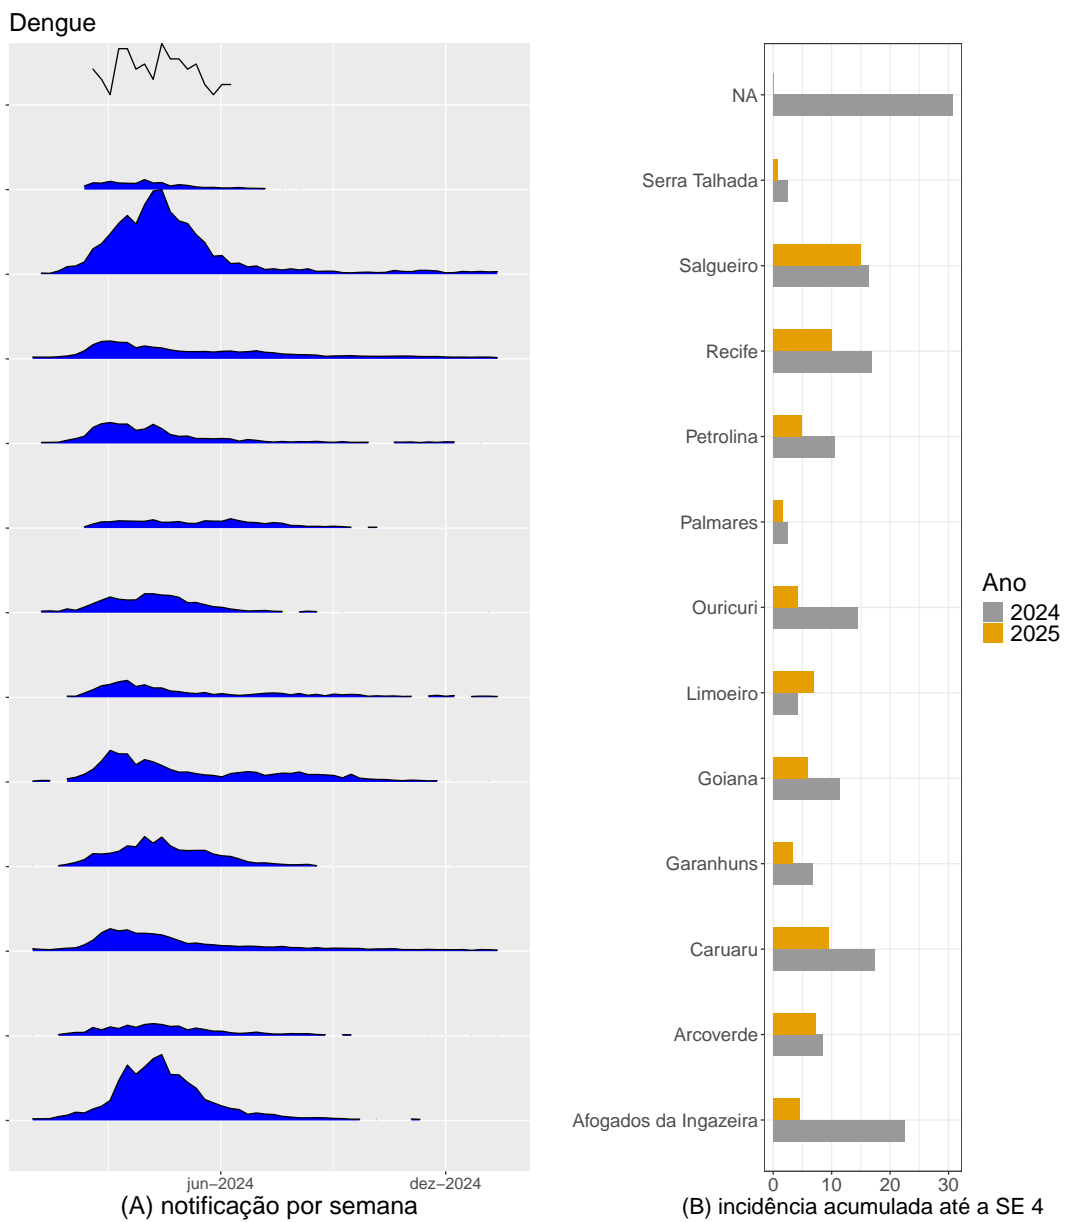 Dengue
NA
Serra Talhada
Salgueiro
Recife
Petrolina
Palmares
Ouricuri
Limoeiro
Goiana
Garanhuns
Caruaru
Arcoverde
Afogados da Ingazeira
Ano
2024
2025
jun−2024 dez−2024
(A) notificação por semana
0 10 20 30
(B) incidência acumulada até a SE 4